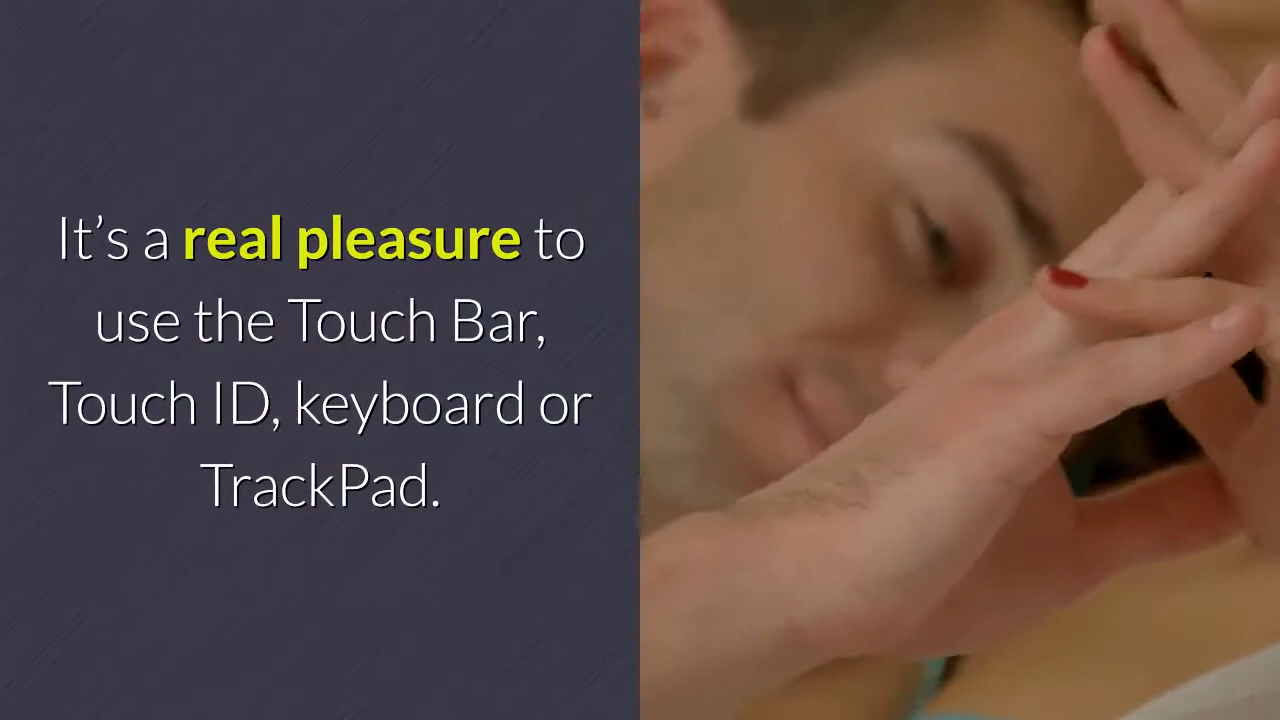 It’s a real pleasure to
use the Touch Bar,
Touch ID, keyboard or
TrackPad.